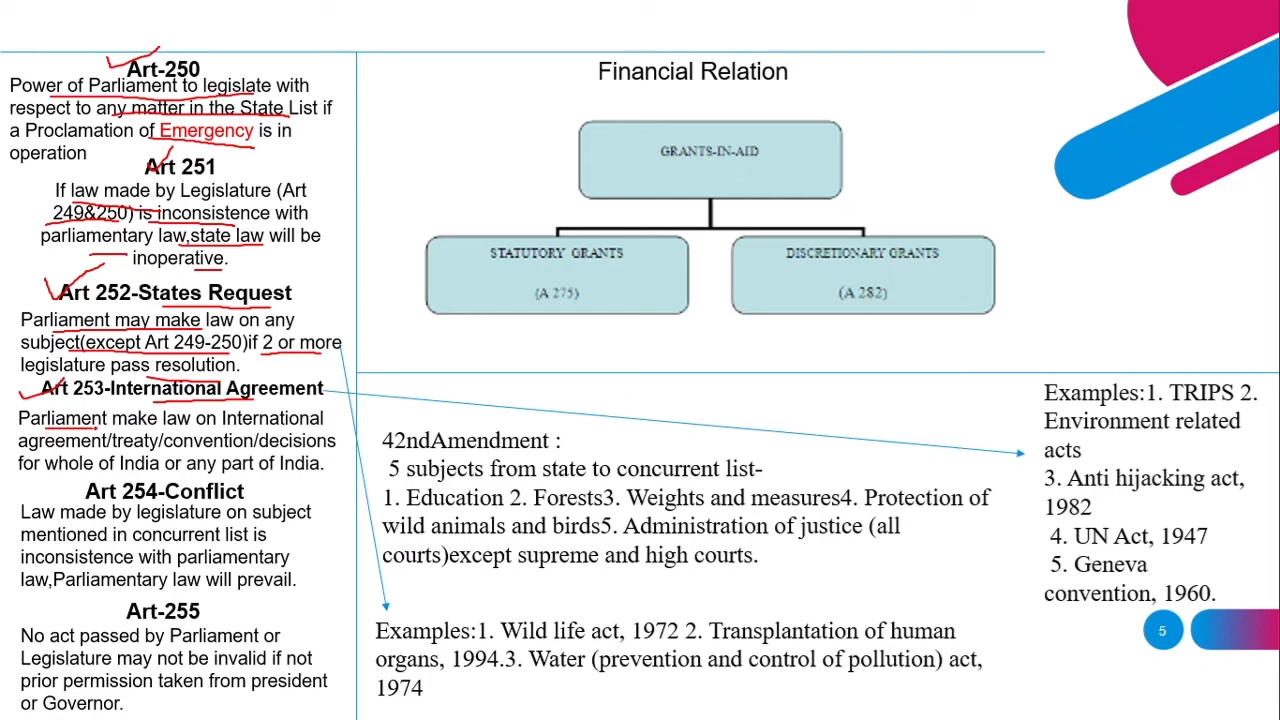 Art-250
Power of Parliament to legislate with
respect to any matter in the State List if
a Proclamation of Emergency is in
operation
Art 251
If law made by Legislature (Art
249&250) is inconsistence with
parliamentary law,state law will be
inoperative.
Art 252-States Request
Parliament may make law on any
subject(except Art 249-250)if 2 or more
legislature pass resolution.
Art 253-International Agreement
Parliament make law on International
agreement/treaty/convention/decisions
for whole of India or any part of India.
Art 254-Conflict
Law made by legislature on subject
mentioned in concurrent list is
inconsistence with parliamentary
law,Parliamentary law will prevail.
Art-255
No act passed by Parliament or
Legislature may not be invalid if not
prior permission taken from president
or Governor.
Financial Relation
GRANTS-IN-AID
STATUTORY GRANTS
(A 275)
DISCRETIONARY GRANTS
(A 282)
42ndAmendment :
5 subjects from state to concurrent list-
1. Education 2. Forests3. Weights and measures4. Protection of
wild animals and birds5. Administration of justice (all
courts)except supreme and high courts.
Examples:1. Wild life act, 1972 2. Transplantation of human
organs, 1994.3. Water (prevention and control of pollution) act,
1974
Examples:1. TRIPS 2.
Environment related
acts
3. Anti hijacking act,
1982
4. UN Act, 1947
5. Geneva
convention, 1960.
5